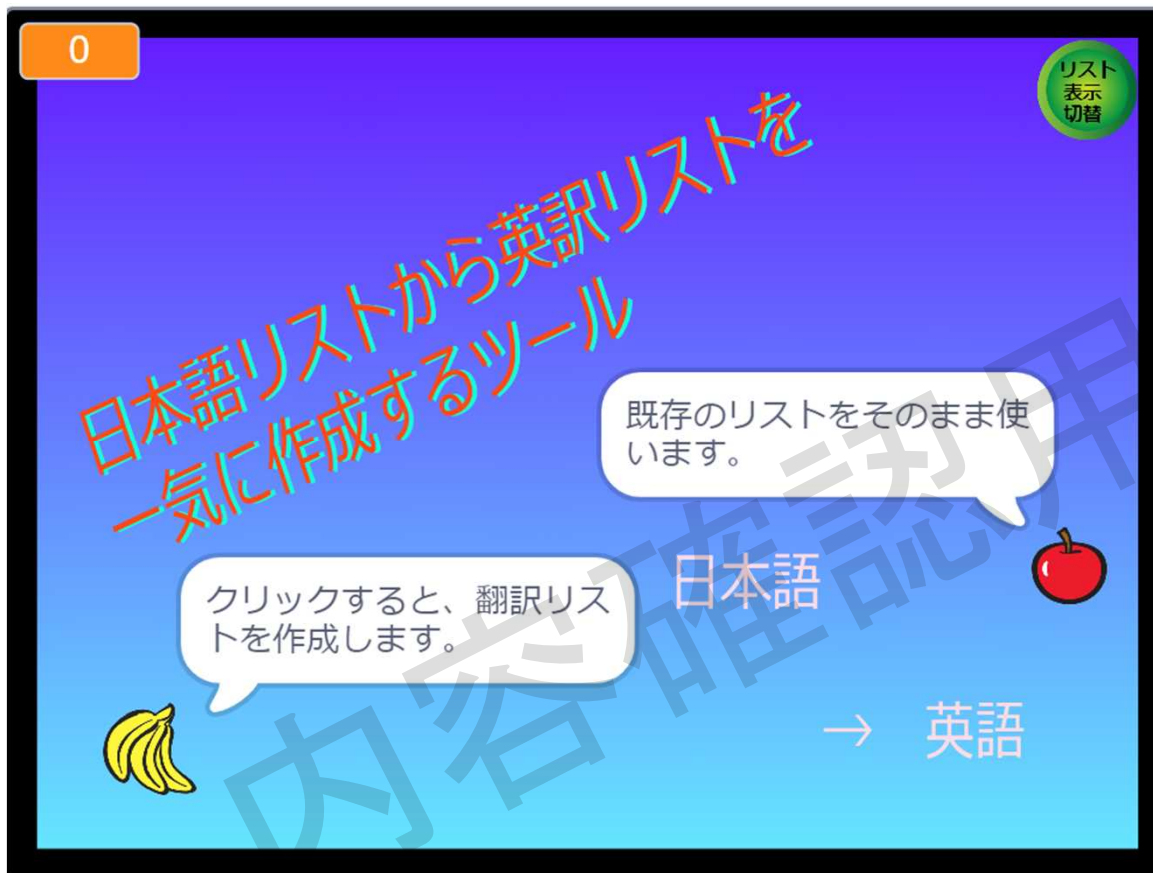 0
リスト
表示
切替
日本語リストから英訳リストを
一気に作成するツール
既存のリストをそのまま使
います。
日本語
クリックすると、翻訳リス
トを作成します。
→ 英語
内容確認用